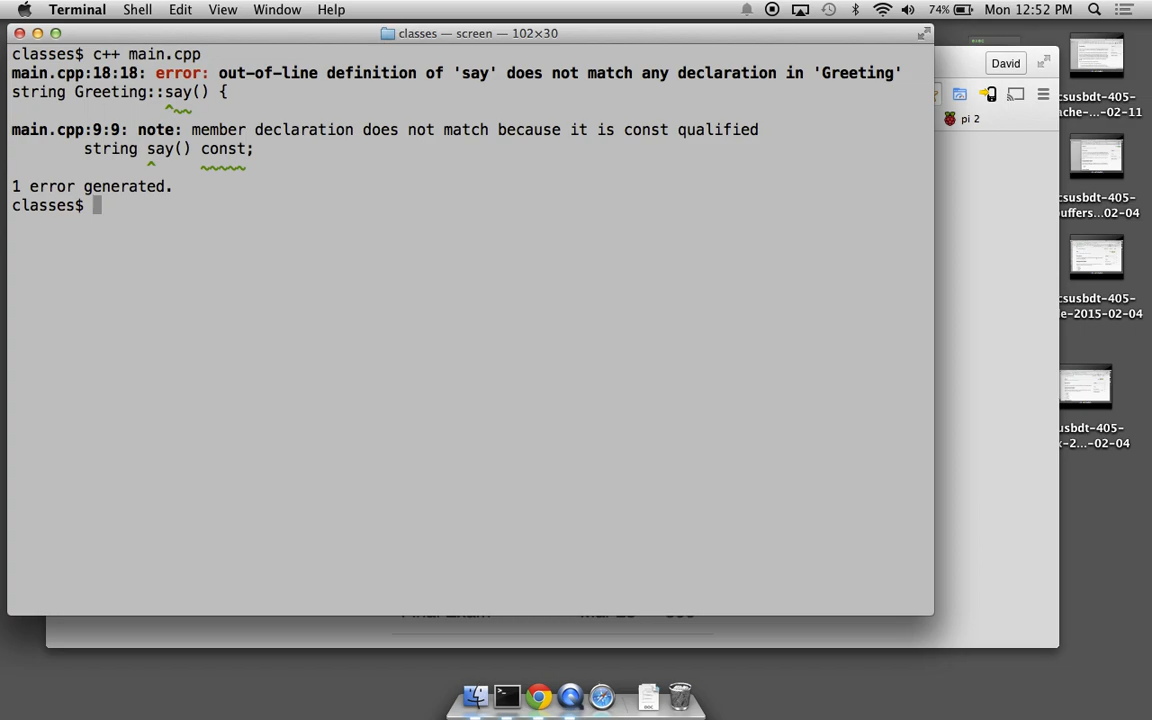 Terminal Shell Edit View Window Help 74% Mon 12:52 PM
classes — screen — 102×30
classes$ c++ main.cpp
main.cpp:18:18: error: out-of-line definition of 'say' does not match any declaration in 'Greeting'
string Greeting::say() {
main.cpp:9:9: note: member declaration does not match because it is const qualified
string say() const;
1 error generated.
classes$
David
pi 2
csusbdt-405-
ache-...-02-11
csusbdt-405-
uffers...02-04
csusbdt-405-
le-2015-02-04
usbdt-405-
-2...-02-04